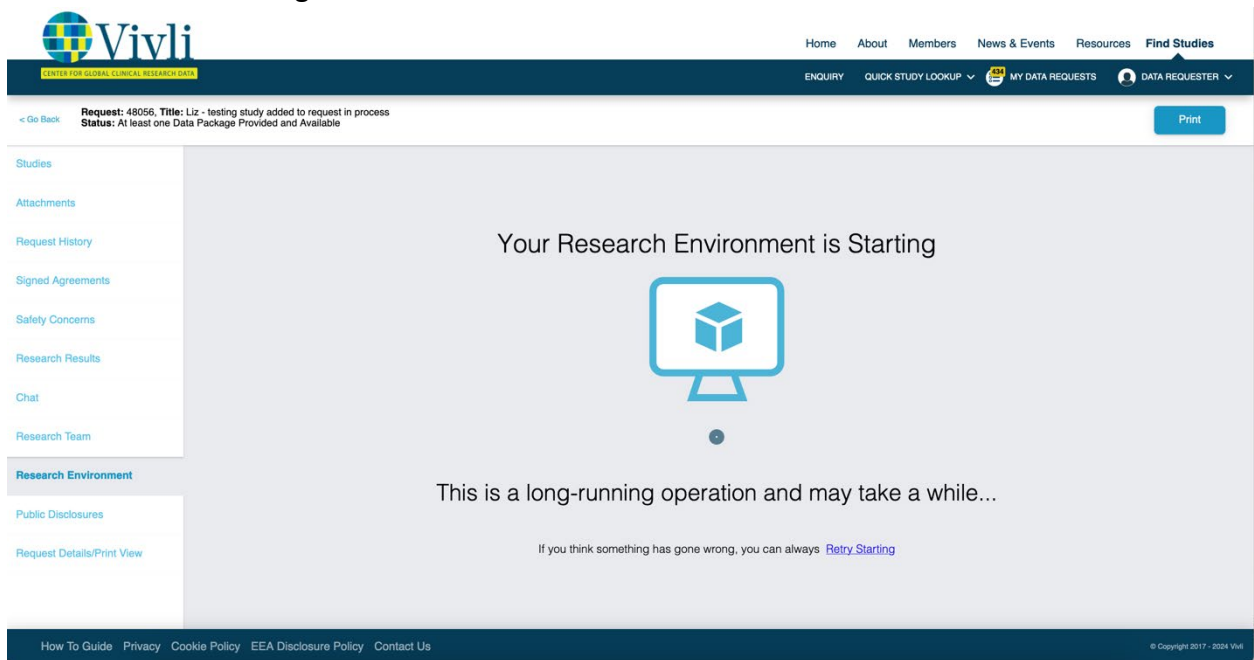 Vivli
CENTER FOR GLOBAL CLINICAL RESEARCH DATA
Home About Members News & Events Resources Find Studies
ENQUIRY QUICK STUDY LOOKUP 434 MY DATA REQUESTS DATA REQUESTER
< Go Back
Request: 48056, Title: Liz - testing study added to request in process
Status: At least one Data Package Provided and Available
Print
Studies
Attachments
Request History
Signed Agreements
Safety Concerns
Research Results
Chat
Research Team
Research Environment
Public Disclosures
Request Details/Print View
Your Research Environment is Starting
This is a long-running operation and may take a while...
If you think something has gone wrong, you can always Retry Starting
How To Guide Privacy Cookie Policy EEA Disclosure Policy Contact Us
© Copyright 2017 - 2024 Vivli